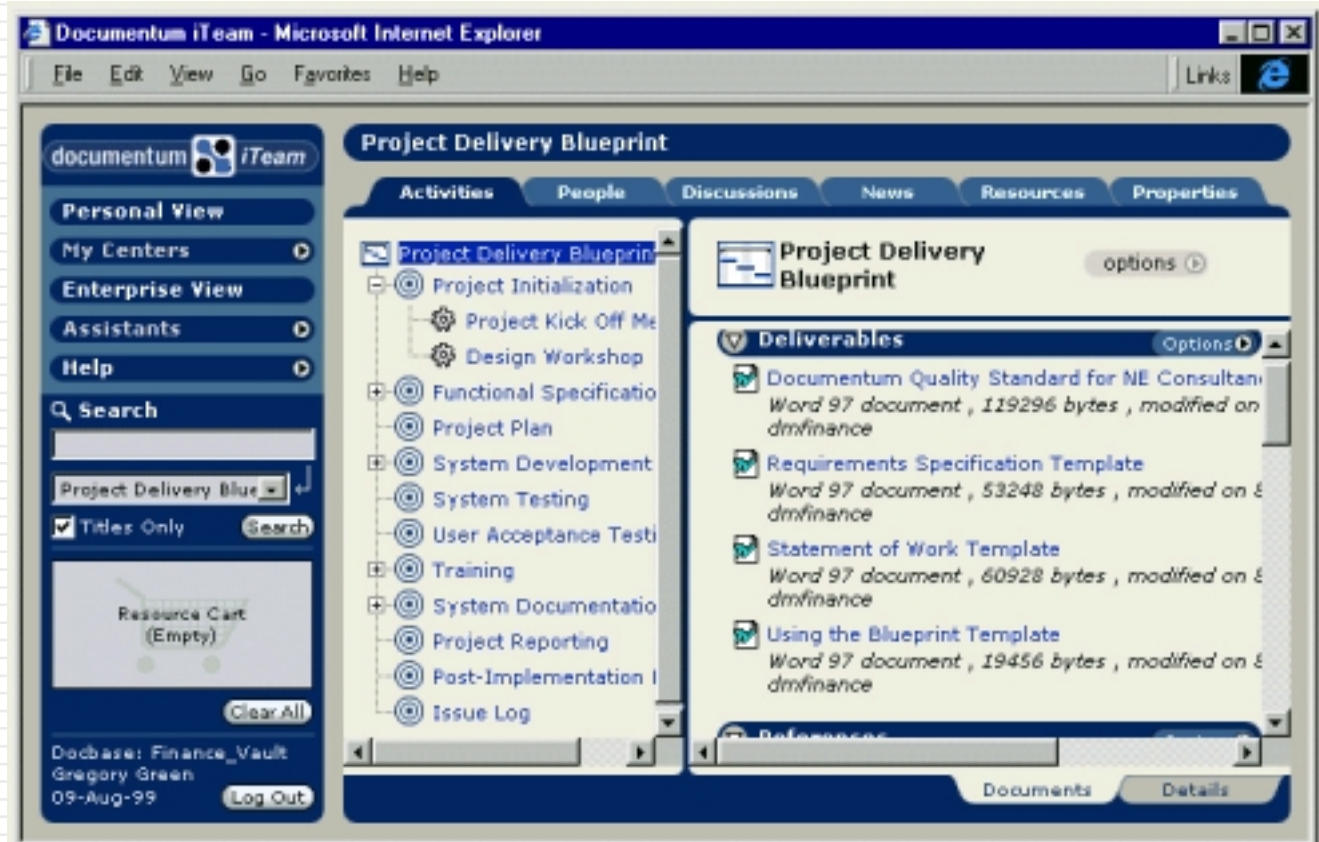 Documentum iTeam - Microsoft Internet Explorer
File Edit View Go Favorites Help
Links
documentum iTeam
Personal View
My Centers
Enterprise View
Assistants
Help
Search
Project Delivery Blue
Titles Only Search
Resource Cart
(Empty)
Clear All
Docbase: Finance_Vault
Gregory Green
09-Aug-99 Log Out
Project Delivery Blueprint
Activities People Discussions News Resources Properties
Project Delivery Blueprin
Project Initialization
Project Kick Off Me
Design Workshop
Functional Specificatio
Project Plan
System Development
System Testing
User Acceptance Testi
Training
System Documentatio
Project Reporting
Post-Implementation
Issue Log
Project Delivery
Blueprint
options
Deliverables Options
Documentum Quality Standard for NE Consultan
Word 97 document , 119296 bytes , modified on
dmfinance
Requirements Specification Template
Word 97 document , 53248 bytes , modified on
dmfinance
Statement of Work Template
Word 97 document , 60928 bytes , modified on
dmfinance
Using the Blueprint Template
Word 97 document , 19456 bytes , modified on
dmfinance
References
Documents Details